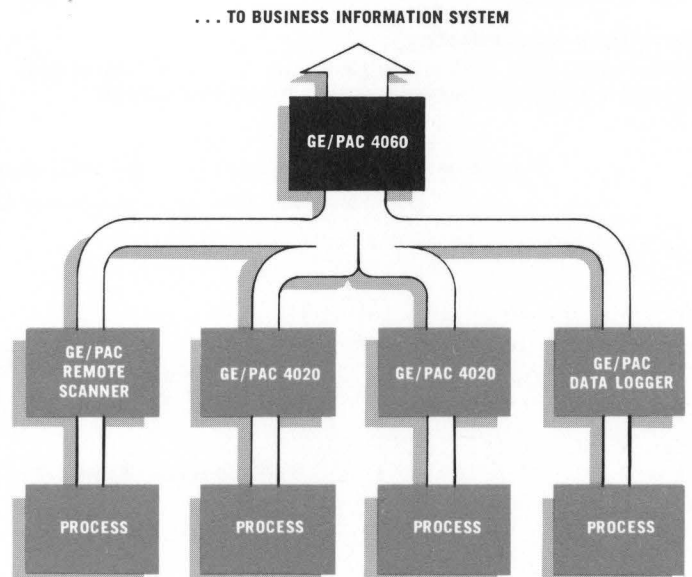 ... TO BUSINESS INFORMATION SYSTEM
GE/PAC 4060
GE/PAC
REMOTE
SCANNER
GE/PAC 4020
GE/PAC 4020
GE/PAC
DATA LOGGER
PROCESS
PROCESS
PROCESS
PROCESS